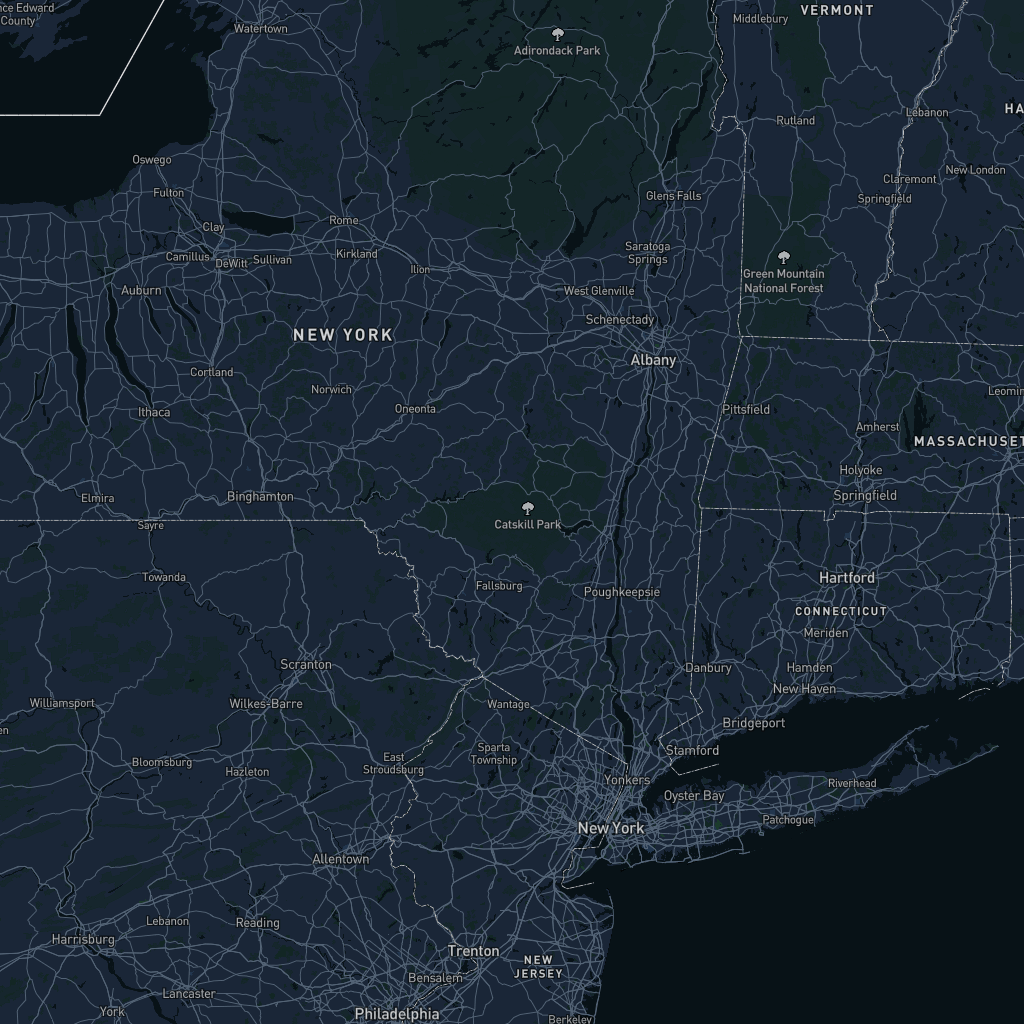 nce Edward
County
Watertown
Adirondack Park
Middlebury
VERMONT
HA
Rutland
Lebanon
Oswego
Fulton
Claremont
New London
Springfield
Glens Falls
Clay
Rome
Camillus
DeWitt
Sullivan
Kirkland
Ilion
Saratoga
Springs
Green Mountain
National Forest
Auburn
West Glenville
Schenectady
NEW YORK
Albany
Cortland
Norwich
Oneonta
Ithaca
Pittsfield
Leomin
Amherst
MASSACHUSET
Holyoke
Springfield
Elmira
Binghamton
Sayre
Catskill Park
Towanda
Fallsburg
Poughkeepsie
Hartford
CONNECTICUT
Meriden
Scranton
Danbury
Hamden
New Haven
Williamsport
Wilkes-Barre
Wantage
Bridgeport
en
Bloomsburg
Hazleton
East
Stroudsburg
Sparta
Township
Stamford
Yonkers
Oyster Bay
Riverhead
New York
Patchogue
Allentown
Lebanon
Reading
Harrisburg
Trenton
NEW
JERSEY
Bensalem
Lancaster
York
Philadelphia
Berkeley